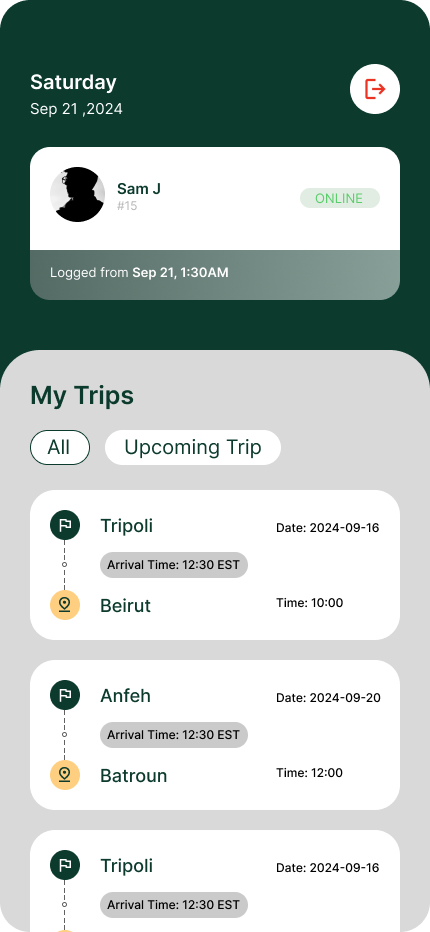 Saturday
Sep 21 ,2024
Sam J
#15
ONLINE
Logged from Sep 21, 1:30AM
My Trips
All
Upcoming Trip
Tripoli
Date: 2024-09-16
Arrival Time: 12:30 EST
Beirut
Time: 10:00
Anfeh
Date: 2024-09-20
Arrival Time: 12:30 EST
Batroun
Time: 12:00
Tripoli
Date: 2024-09-16
Arrival Time: 12:30 EST